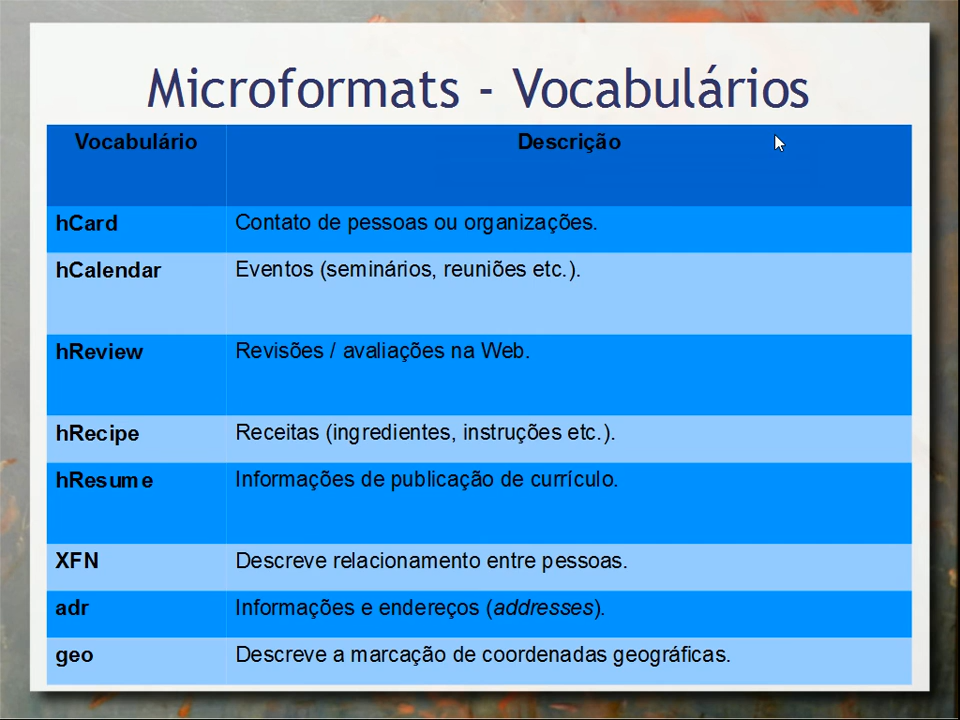 Microformats - Vocabulários
Vocabulário Descrição
hCard Contato de pessoas ou organizações.
hCalendar Eventos (seminários, reuniões etc.).
hReview Revisões / avaliações na Web.
hRecipe Receitas (ingredientes, instruções etc.).
hResume Informações de publicação de currículo.
XFN Descreve relacionamento entre pessoas.
adr Informações e endereços (addresses).
geo Descreve a marcação de coordenadas geográficas.